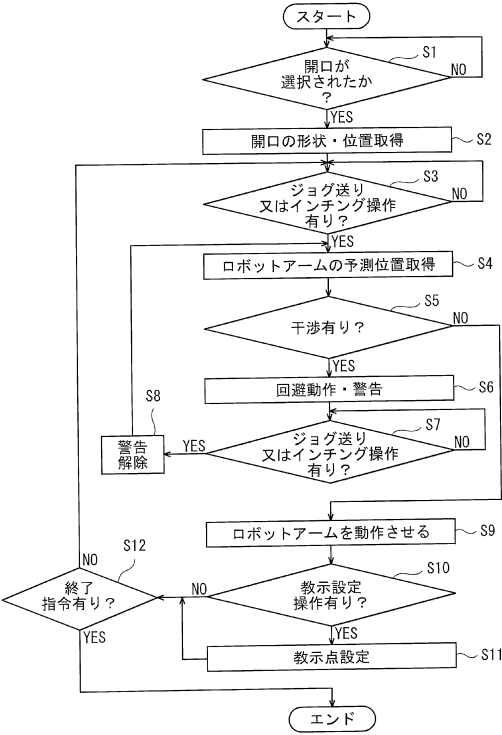 スタート
S1
開口が
選択されたか
?
NO
YES
S2
開口の形状・位置取得
S3
ジョグ送り
又はインチング操作
有り?
NO
YES
S4
ロボットアームの予測位置取得
S5
干渉有り?
NO
YES
S6
回避動作・警告
S7
ジョグ送り
又はインチング操作
有り?
NO
YES
S8
警告
解除
S9
ロボットアームを動作させる
S10
教示設定
操作有り?
NO
YES
S11
教示点設定
S12
終了
指令有り?
NO
YES
エンド